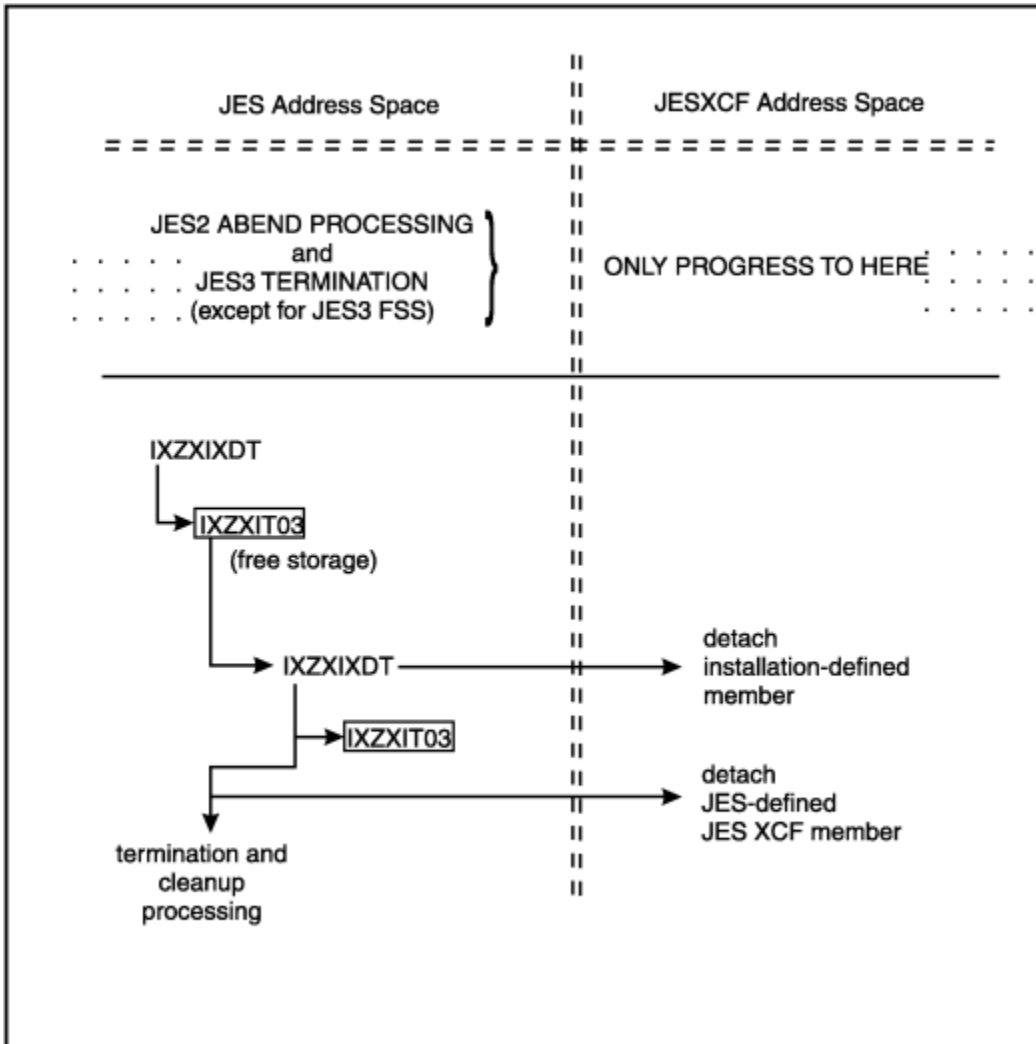 JES Address Space
JESXCF Address Space
JES2 ABEND PROCESSING
and
JES3 TERMINATION
(except for JES3 FSS)
ONLY PROGRESS TO HERE
IXZXIXDT
IXZXIT03
(free storage)
IXZXIXDT
detach
installation-defined
member
IXZXIT03
detach
JES-defined
JES XCF member
termination and
cleanup
processing